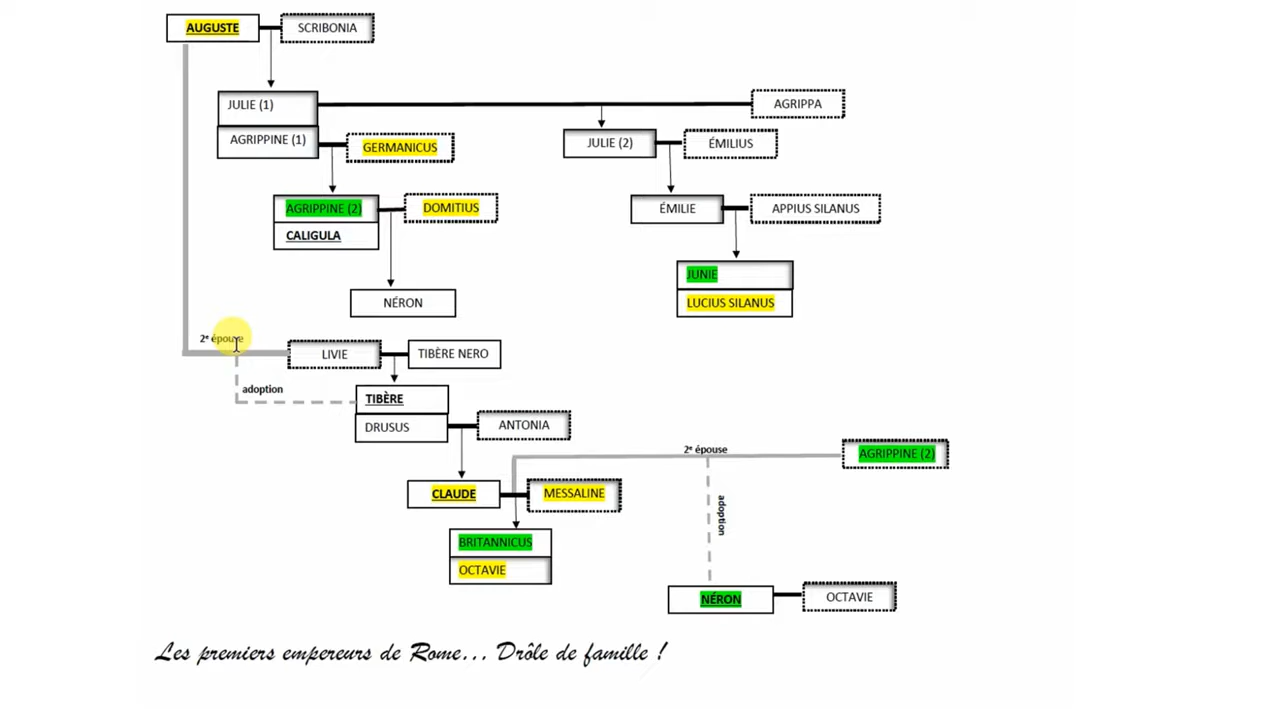 AUGUSTE SCRIBONIA
JULIE (1) AGRIPPA
AGRIPPINE (1) GERMANICUS JULIE (2) ÉMILIUS
AGRIPPINE (2) DOMITIUS ÉMILIE APPIUS SILANUS
CALIGULA
JUNIE
NÉRON LUCIUS SILANUS
2e épouse
LIVIE TIBÈRE NERO
adoption
TIBÈRE
DRUSUS ANTONIA
2e épouse AGRIPPINE (2)
CLAUDE MESSALINE
adoption
BRITANNICUS
OCTAVIE
NÉRON OCTAVIE
Les premiers empereurs de Rome... Drôle de famille !